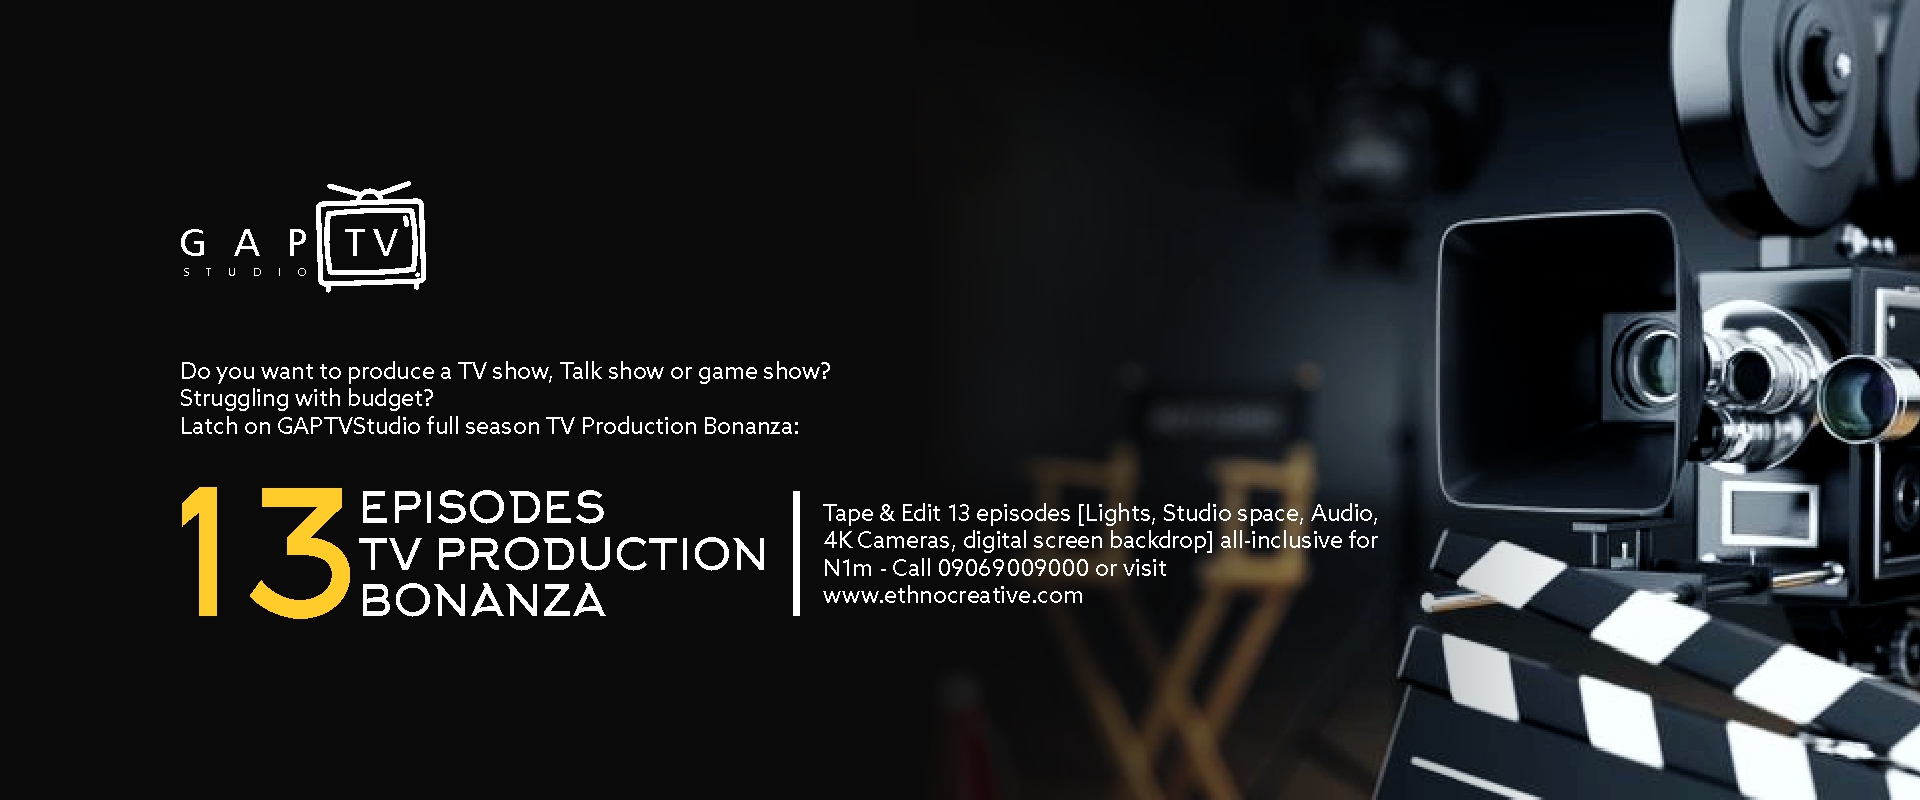 GAP TV
STUDIO
Do you want to produce a TV show, Talk show or game show?
Struggling with budget?
Latch on GAPTVStudio full season TV Production Bonanza:
13 EPISODES
TV PRODUCTION
BONANZA
Tape & Edit 13 episodes [Lights, Studio space, Audio,
4K Cameras, digital screen backdrop] all-inclusive for
N1m - Call 09069009000 or visit
www.ethnocreative.com